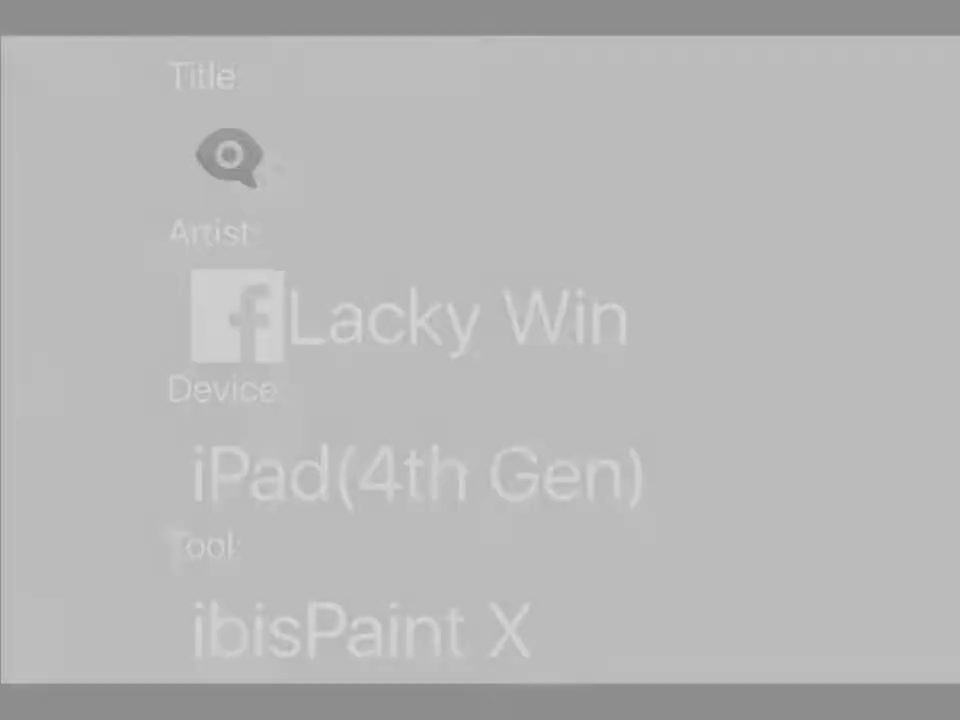 Title
Artist:
Lacky Win
Device:
iPad(4th Gen)
Tool:
ibisPaint X